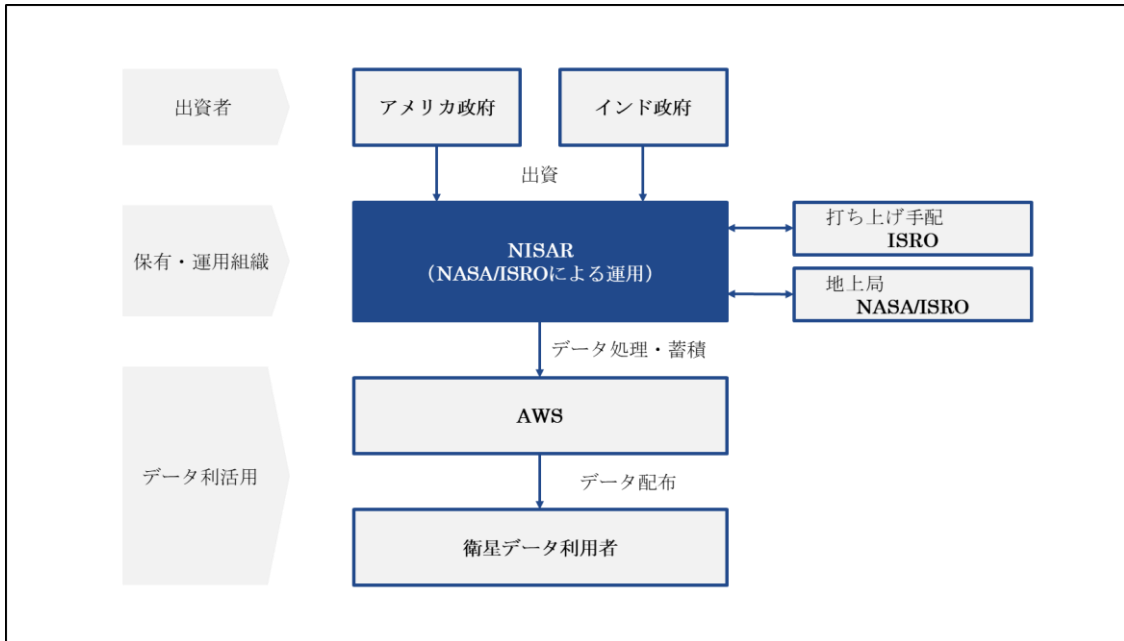 出資者
アメリカ政府
インド政府
出資
保有・運用組織
NISAR
（NASA/ISROによる運用）
打ち上げ手配
ISRO
地上局
NASA/ISRO
データ処理・蓄積
データ利活用
AWS
データ配布
衛星データ利用者